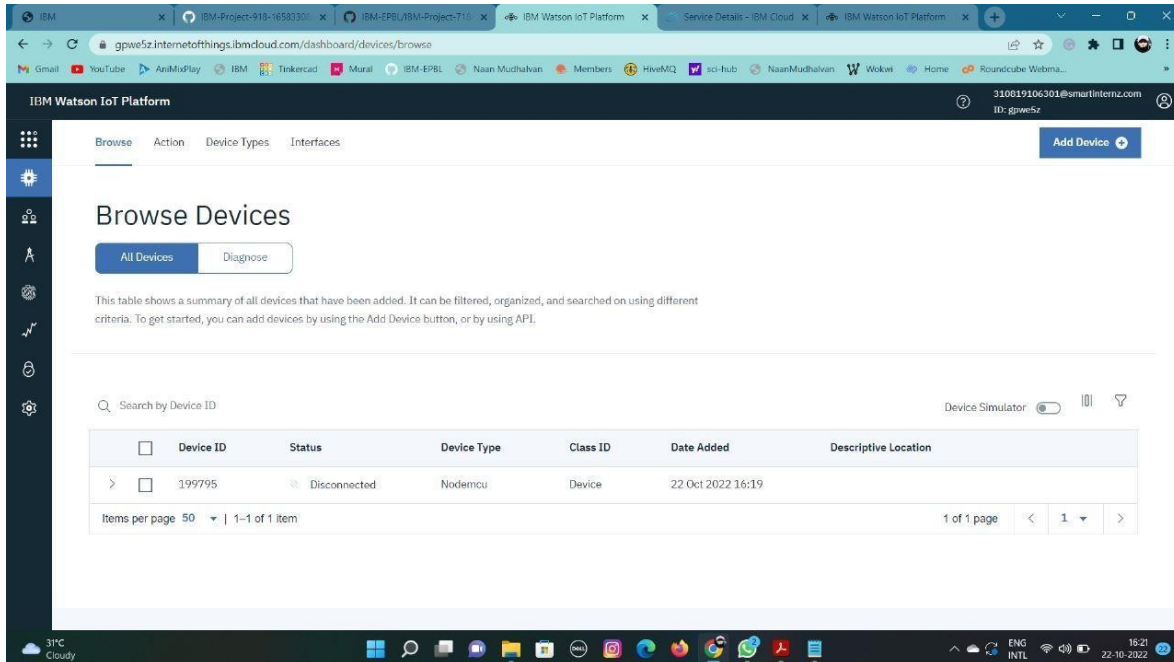 IBM
IBM-Project-918-1658330
IBM-EPBL/IBM-Project-716
IBM Watson IoT Platform
Service Details - IBM Cloud
IBM Watson IoT Platform
gpwe5z.internetofthings.ibmcloud.com/dashboard/devices/browse
Gmail YouTube AniMixPlay IBM Tinkercad Mural IBM-EPBL Naan Mudhalvan Members HiveMQ sci-hub NaanMudhalvan Wokwi Home Roundcube Webma...
IBM Watson IoT Platform
310819106301@smartinternz.com
ID: gpwe5z
Browse Action Device Types Interfaces
Add Device
Browse Devices
All Devices Diagnose
This table shows a summary of all devices that have been added. It can be filtered, organized, and searched on using different
criteria. To get started, you can add devices by using the Add Device button, or by using API.
Search by Device ID
Device Simulator
Device ID Status Device Type Class ID Date Added Descriptive Location
199795 Disconnected Nodemcu Device 22 Oct 2022 16:19
Items per page 50 | 1–1 of 1 item
1 of 1 page < 1 >
31°C
Cloudy
ENG
INTL
16:21
22-10-2022